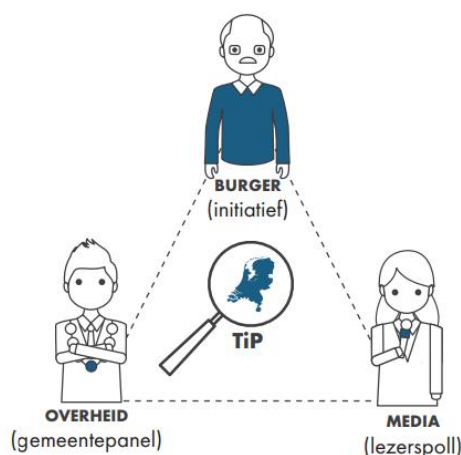 BURGER
(initiatief)
TiP
OVERHEID
(gemeentepanel)
MEDIA
(lezerspoll)